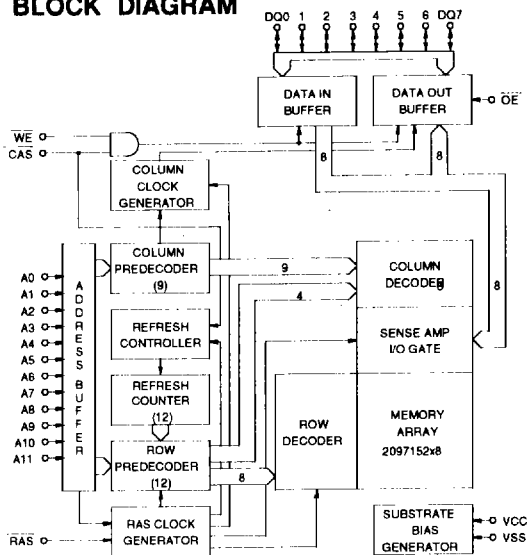 BLOCK DIAGRAM
DQ0 1 2 3 4 5 6 DQ7
DATA IN
BUFFER
DATA OUT
BUFFER
OE
WE
CAS
8
8
COLUMN
CLOCK
GENERATOR
COLUMN
PREDECODER
(9)
9
COLUMN
DECODER
8
8
4
A0
A1
A2
A3
A4
A5
A6
A7
A8
A9
A10
A11
ADDRESS BUFFER
REFRESH
CONTROLLER
SENSE AMP
I/O GATE
REFRESH
COUNTER
(12)
ROW
DECODER
MEMORY
ARRAY
2097152x8
ROW
PREDECODER
(12)
8
RAS
RAS CLOCK
GENERATOR
SUBSTRATE
BIAS
GENERATOR
VCC
VSS